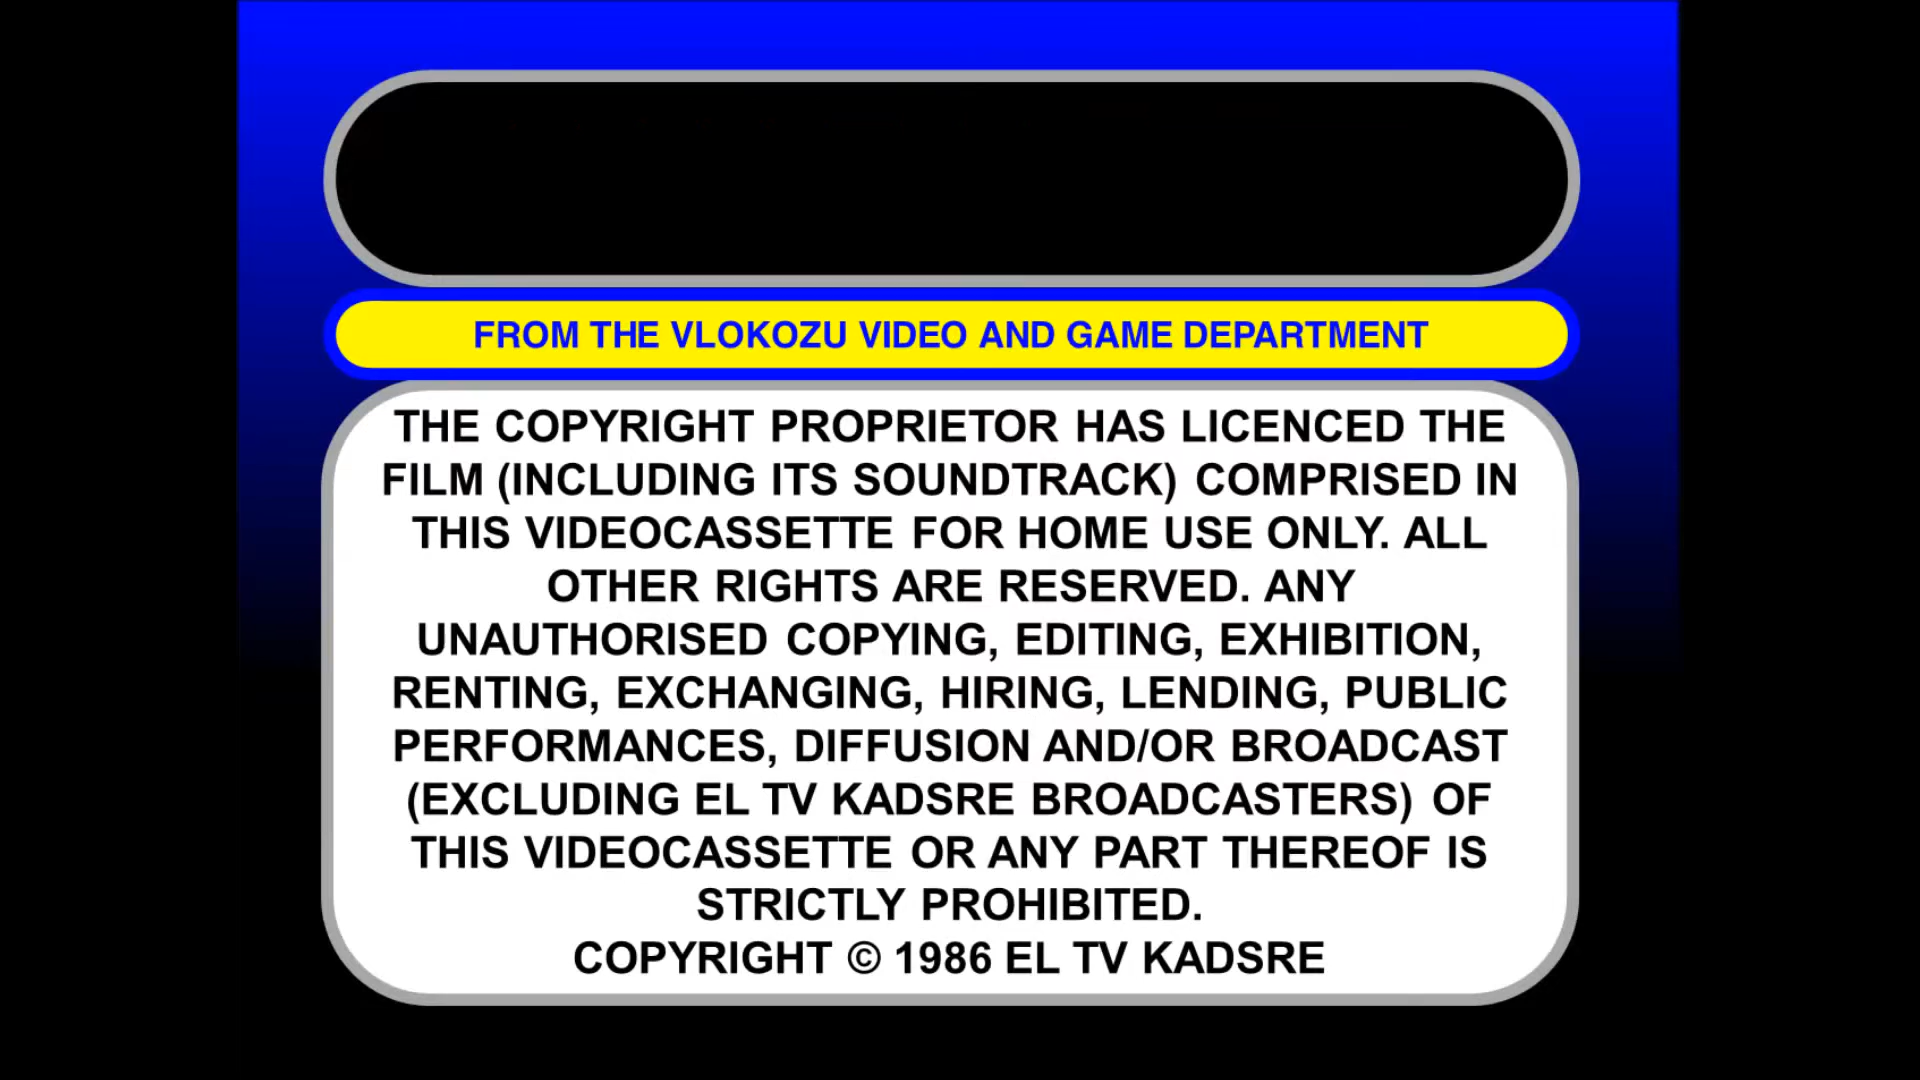 FROM THE VLOKOZU VIDEO AND GAME DEPARTMENT
THE COPYRIGHT PROPRIETOR HAS LICENCED THE
FILM (INCLUDING ITS SOUNDTRACK) COMPRISED IN
THIS VIDEOCASSETTE FOR HOME USE ONLY. ALL
OTHER RIGHTS ARE RESERVED. ANY
UNAUTHORISED COPYING, EDITING, EXHIBITION,
RENTING, EXCHANGING, HIRING, LENDING, PUBLIC
PERFORMANCES, DIFFUSION AND/OR BROADCAST
(EXCLUDING EL TV KADSRE BROADCASTERS) OF
THIS VIDEOCASSETTE OR ANY PART THEREOF IS
STRICTLY PROHIBITED.
COPYRIGHT © 1986 EL TV KADSRE